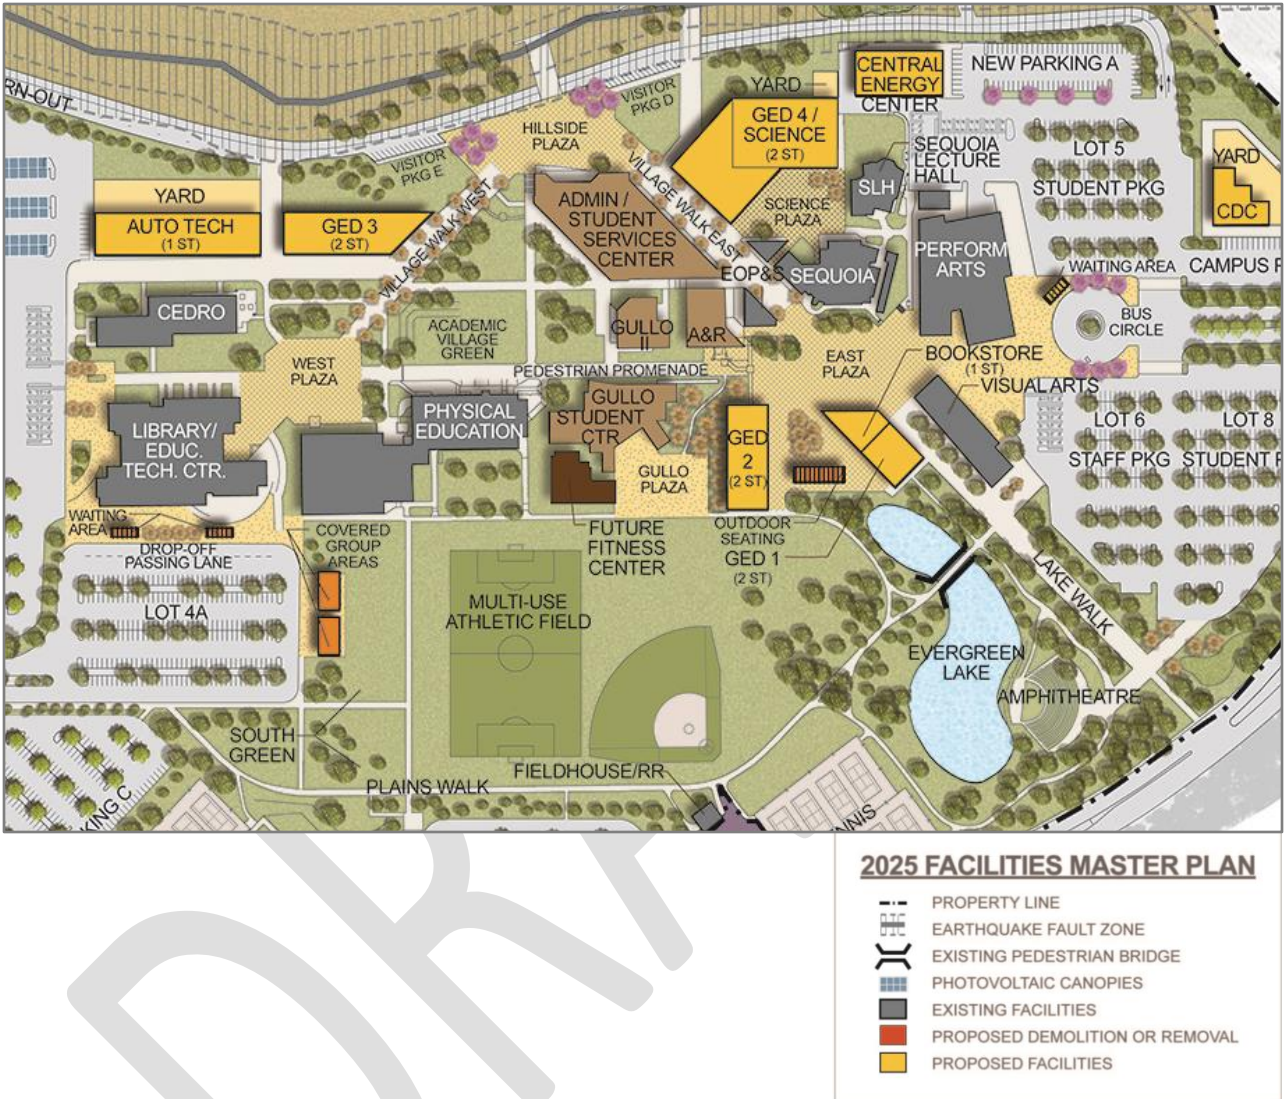 RN-OUT
VISITOR
PKG D
VISITOR
PKG E
HILLSIDE
PLAZA
YARD
GED 4 /
SCIENCE
(2 ST)
CENTRAL
ENERGY
CENTER
NEW PARKING A
LOT 5
STUDENT PKG
YARD
CDC
SEQUOIA
LECTURE
HALL
SLH
SCIENCE
PLAZA
YARD
AUTO TECH
(1 ST)
GED 3
(2 ST)
VILLAGE WALK WEST
VILLAGE WALK EAST
ADMIN /
STUDENT
SERVICES
CENTER
EOP&S
SEQUOIA
PERFORM
ARTS
WAITING AREA
CAMPUS
BUS
CIRCLE
CEDRO
ACADEMIC
VILLAGE
GREEN
GULLO
II
A&R
EAST
PLAZA
BOOKSTORE
(1 ST)
VISUAL ARTS
WEST
PLAZA
PEDESTRIAN PROMENADE
PHYSICAL
EDUCATION
GULLO
STUDENT
CTR
GULLO
PLAZA
GED
2
(2 ST)
LOT 6
STAFF PKG
LOT 8
STUDENT
LIBRARY/
EDUC.
TECH. CTR.
WAITING
AREA
DROP-OFF
PASSING LANE
COVERED
GROUP
AREAS
FUTURE
FITNESS
CENTER
OUTDOOR
SEATING
GED 1
(2 ST)
LOT 4A
MULTI-USE
ATHLETIC FIELD
LAKE WALK
EVERGREEN
LAKE
AMPHITHEATRE
SOUTH
GREEN
PLAINS WALK
FIELDHOUSE/RR
KING C
NNIS
DRA
2025 FACILITIES MASTER PLAN
PROPERTY LINE
EARTHQUAKE FAULT ZONE
EXISTING PEDESTRIAN BRIDGE
PHOTOVOLTAIC CANOPIES
EXISTING FACILITIES
PROPOSED DEMOLITION OR REMOVAL
PROPOSED FACILITIES